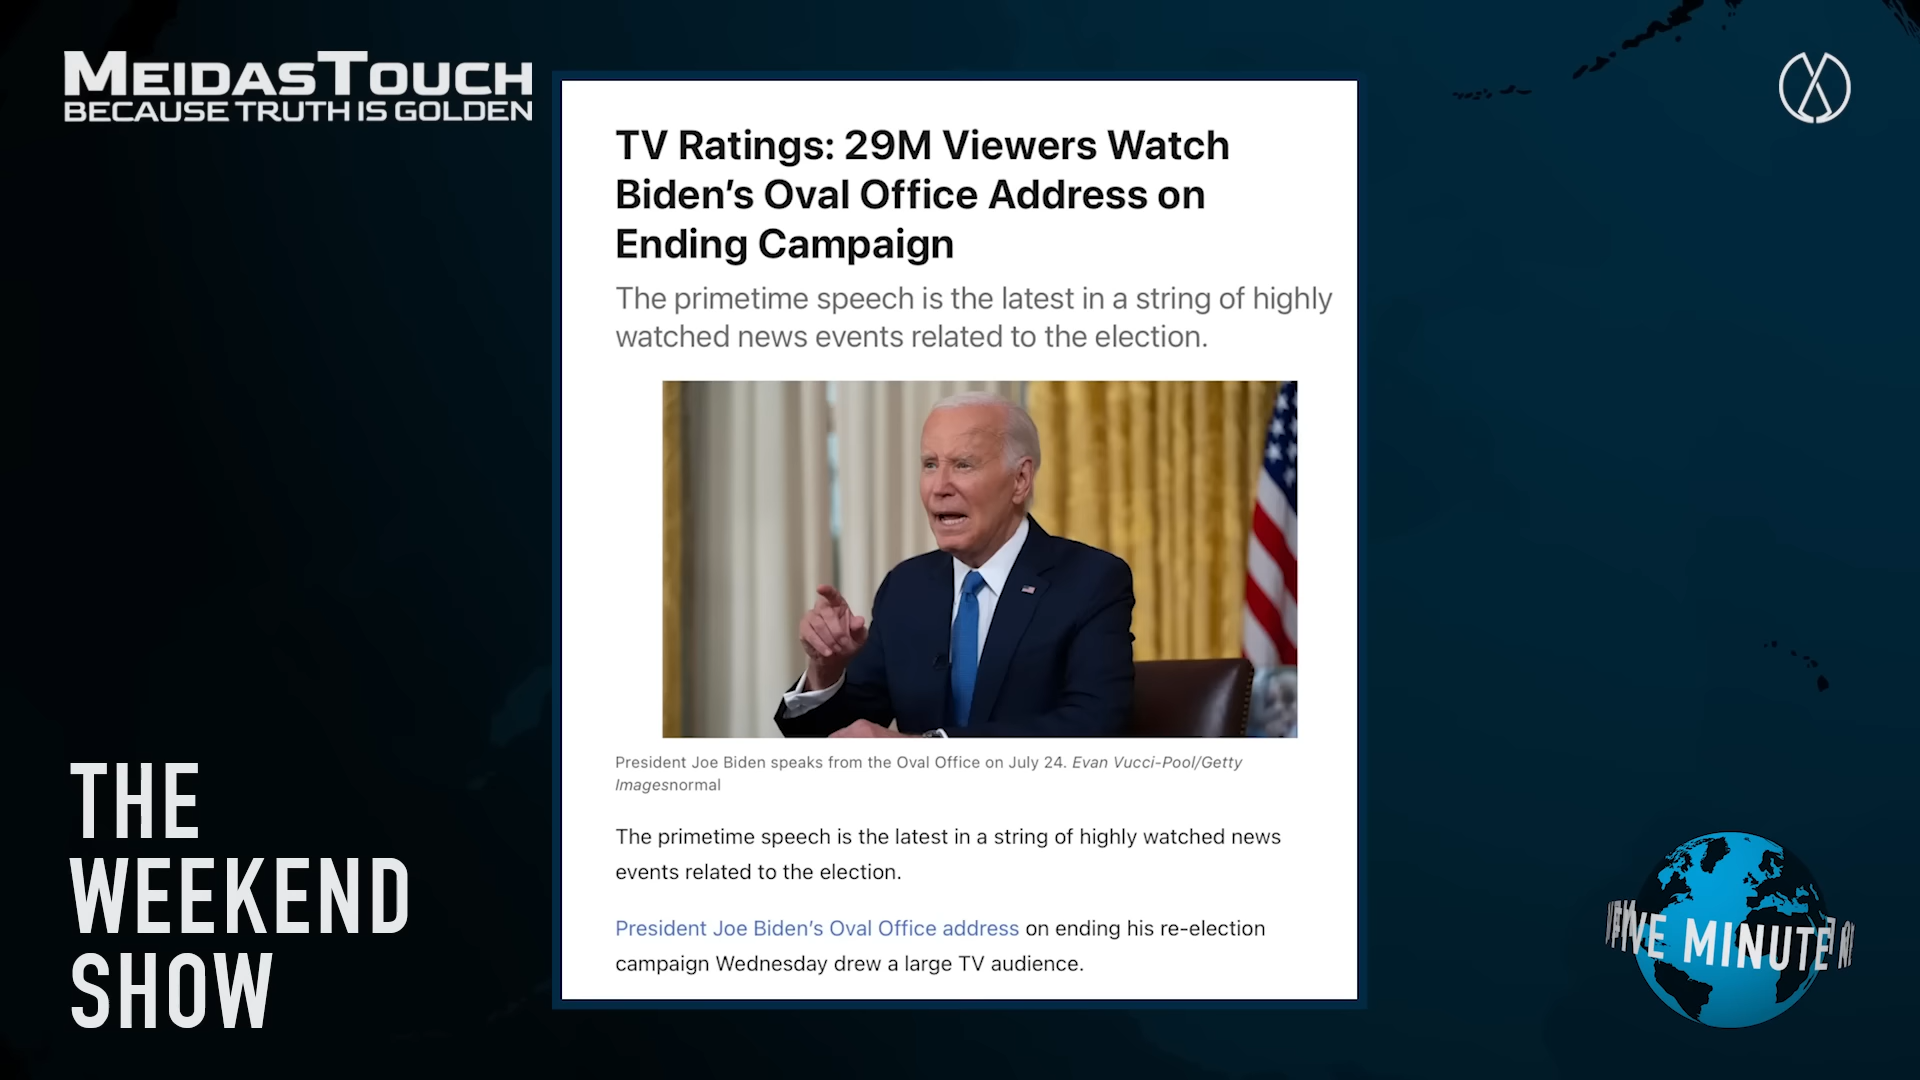 MEIDASTOUCH
BECAUSE TRUTH IS GOLDEN
TV Ratings: 29M Viewers Watch
Biden’s Oval Office Address on
Ending Campaign
The primetime speech is the latest in a string of highly
watched news events related to the election.
President Joe Biden speaks from the Oval Office on July 24. Evan Vucci-Pool/Getty
Imagesnormal
The primetime speech is the latest in a string of highly watched news
events related to the election.
President Joe Biden’s Oval Office address on ending his re-election
campaign Wednesday drew a large TV audience.
THE
WEEKEND
SHOW
FIVE MINUTE